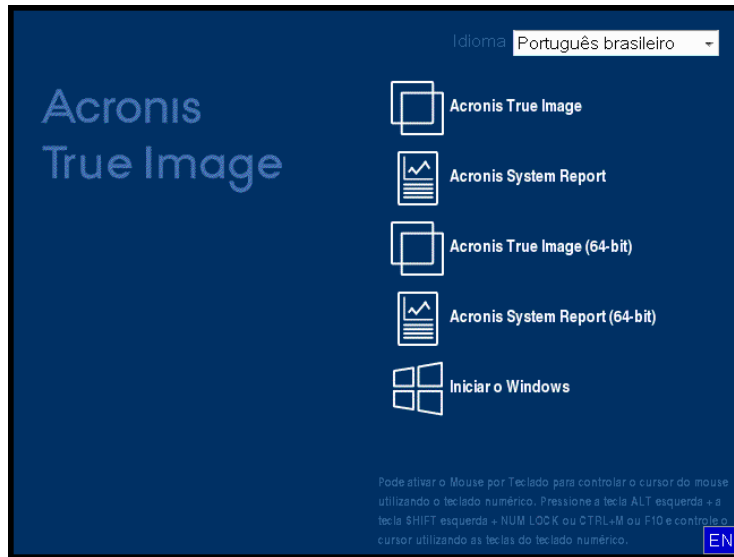 Idioma Português brasileiro
Acronis
True Image
Acronis True Image
Acronis System Report
Acronis True Image (64-bit)
Acronis System Report (64-bit)
Iniciar o Windows
Pode ativar o Mouse por Teclado para controlar o cursor do mouse
utilizando o teclado numérico. Pressione a tecla ALT esquerda + a
tecla SHIFT esquerda + NUM LOCK ou CTRL+M ou F10 e controle o
cursor utilizando as teclas do teclado numérico.
EN